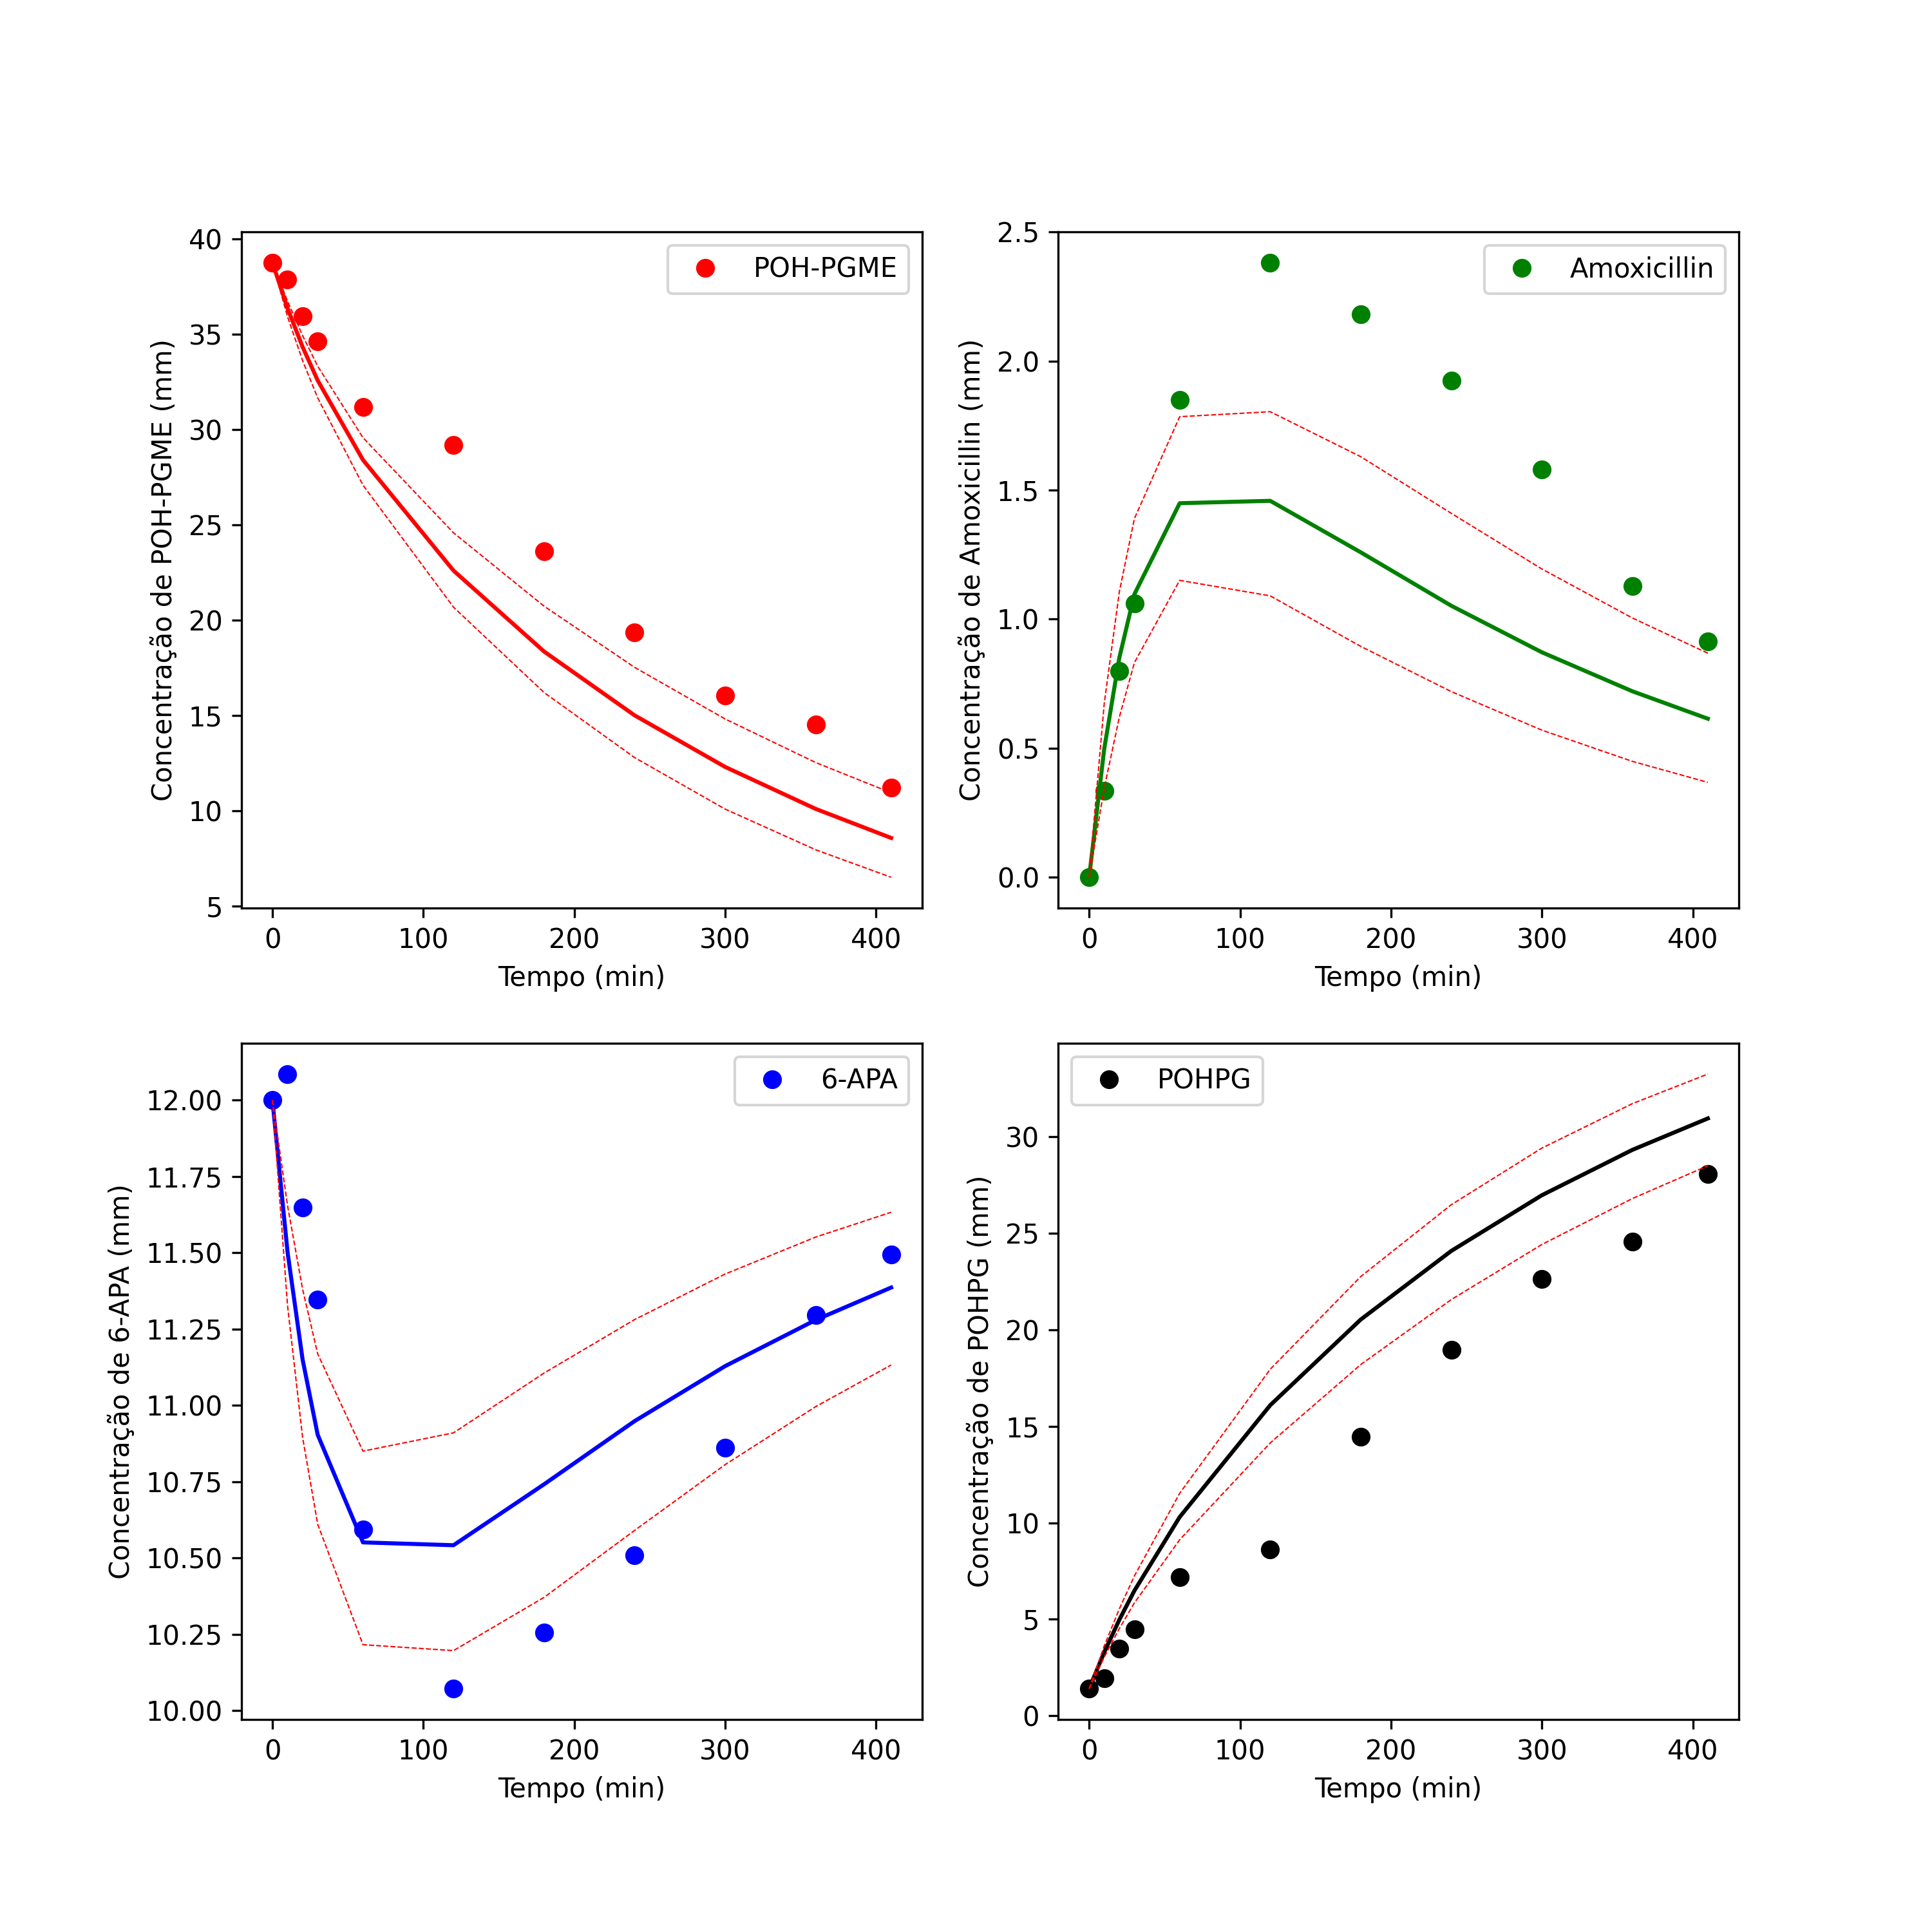 Concentração de POH-PGME (mm)
40
35
30
25
20
15
10
5
POH-PGME
0 100 200 300 400
Tempo (min)
Concentração de Amoxicillin (mm)
2.5
2.0
1.5
1.0
0.5
0.0
Amoxicillin
0 100 200 300 400
Tempo (min)
Concentração de 6-APA (mm)
12.00
11.75
11.50
11.25
11.00
10.75
10.50
10.25
10.00
6-APA
0 100 200 300 400
Tempo (min)
Concentração de POHPG (mm)
30
25
20
15
10
5
0
POHPG
0 100 200 300 400
Tempo (min)